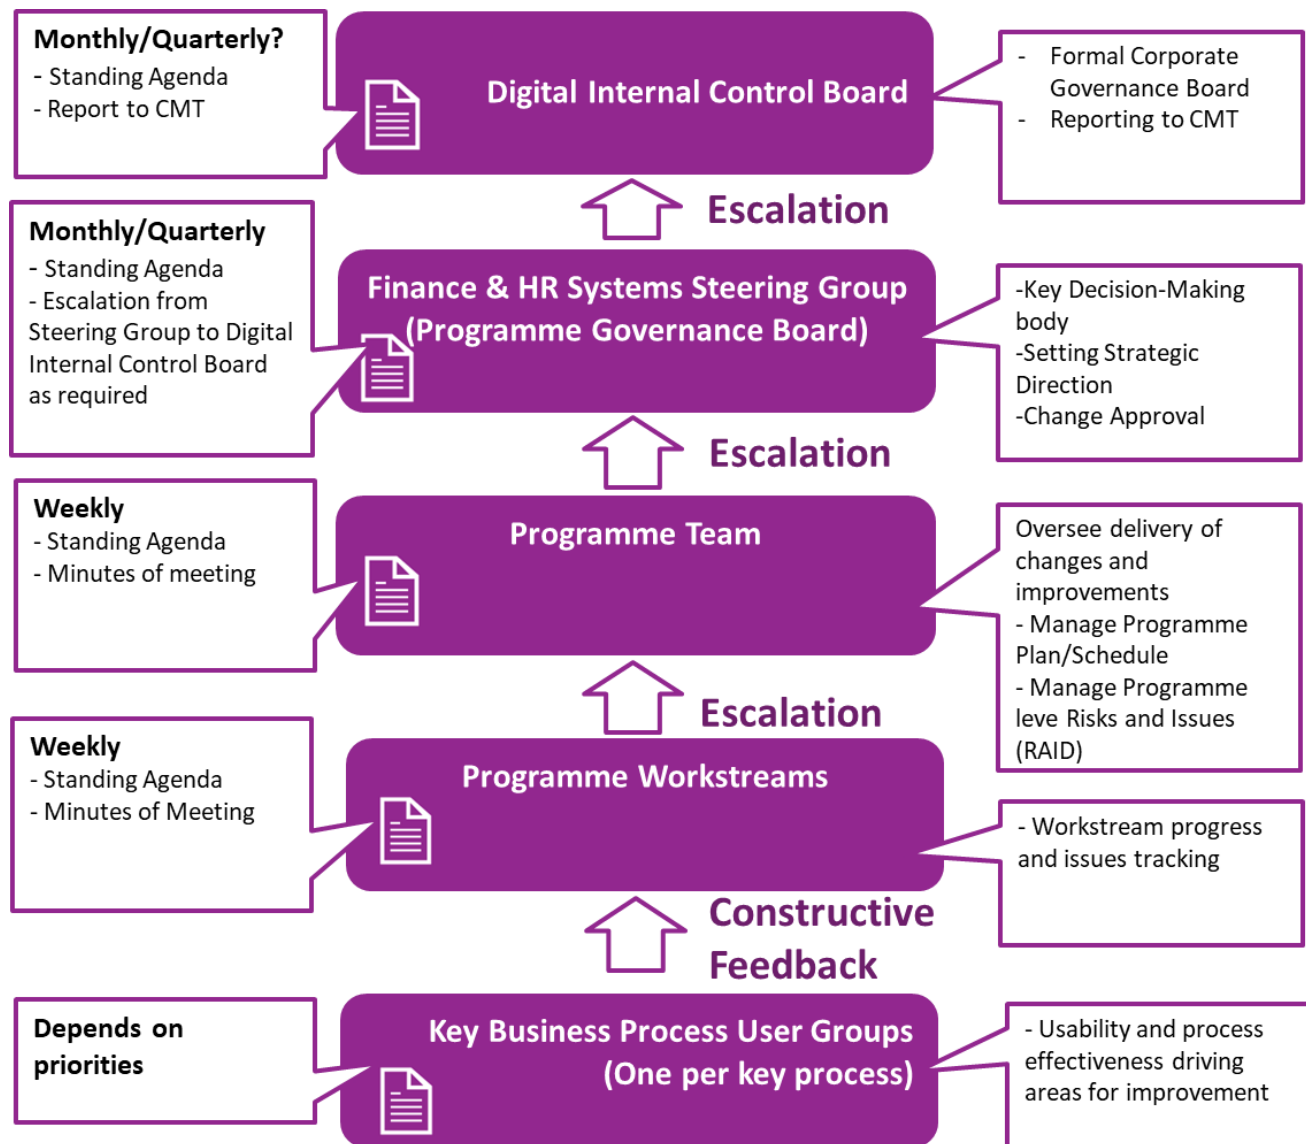 Monthly/Quarterly?
- Standing Agenda
- Report to CMT
Digital Internal Control Board
- Formal Corporate
Governance Board
- Reporting to CMT
Escalation
Monthly/Quarterly
- Standing Agenda
- Escalation from
Steering Group to Digital
Internal Control Board
as required
Finance & HR Systems Steering Group
(Programme Governance Board)
-Key Decision-Making
body
-Setting Strategic
Direction
-Change Approval
Escalation
Weekly
- Standing Agenda
- Minutes of meeting
Programme Team
Oversee delivery of
changes and
improvements
- Manage Programme
Plan/Schedule
- Manage Programme
leve Risks and Issues
(RAID)
Escalation
Weekly
- Standing Agenda
- Minutes of Meeting
Programme Workstreams
- Workstream progress
and issues tracking
Constructive
Feedback
Depends on
priorities
Key Business Process User Groups
(One per key process)
- Usability and process
effectiveness driving
areas for improvement